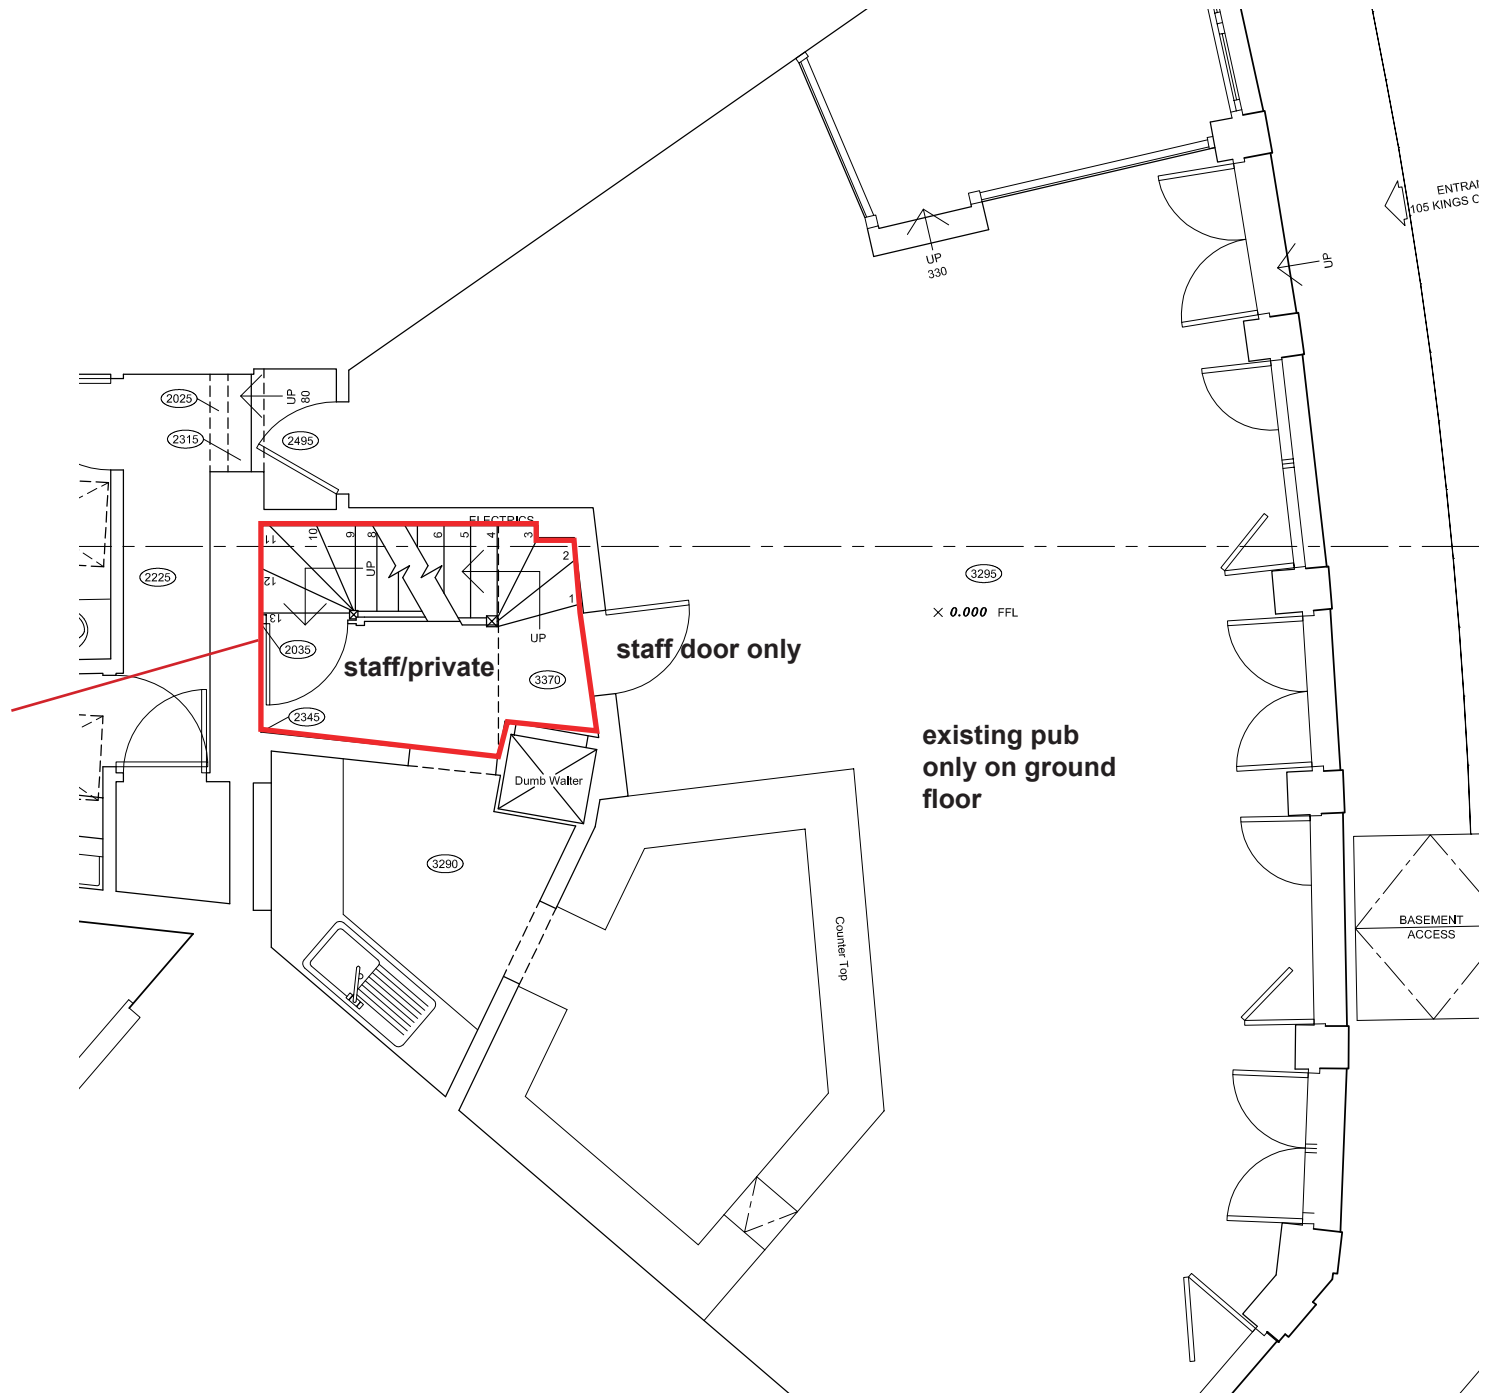 ENTRA
105 KINGS C
UP
UP
330
2025
UP
80
2315
2495
ELECTRICS
11
10
9
8
6
5
4
3
2
12
UP
2225
3295
1
× 0.000 FFL
13
UP
2035
staff/private
staff door only
3370
2345
existing pub
only on ground
floor
Dumb Waiter
3290
Counter Top
BASEMENT
ACCESS